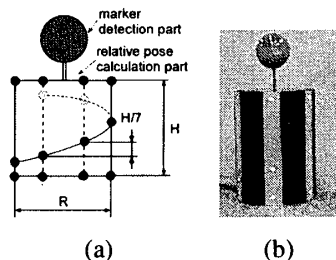 marker
detection part
relative pose
calculation part
H/7
H
R
(a)
(b)